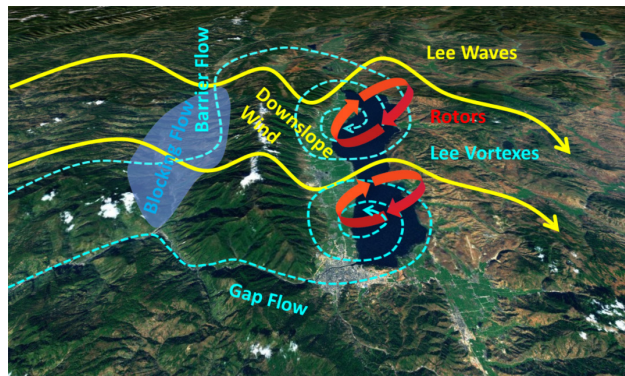 Lee Waves
Barrier Flow
Downslope
Wind
Blocking Flow
Rotors
Lee Vortexes
Gap Flow